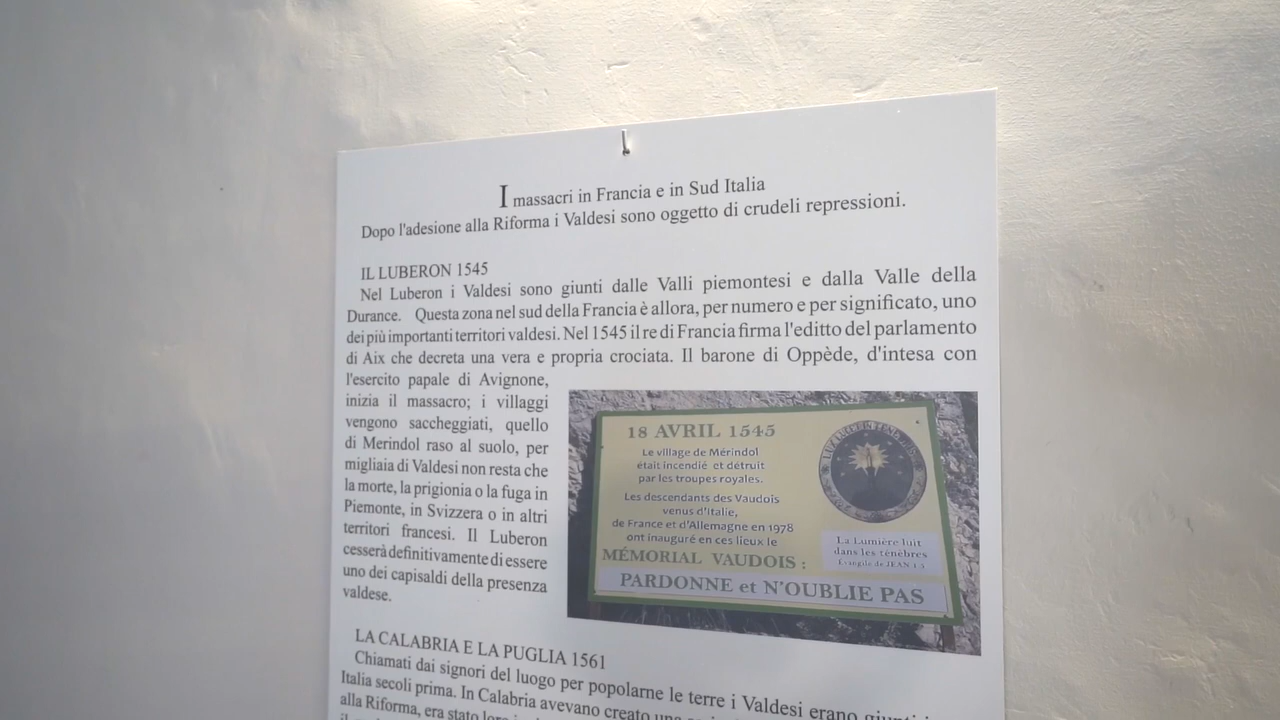 I massacri in Francia e in Sud Italia
Dopo l'adesione alla Riforma i Valdesi sono oggetto di crudeli repressioni.
IL LUBERON 1545
Nel Luberon i Valdesi sono giunti dalle Valli piemontesi e dalla Valle della
Durance. Questa zona nel sud della Francia è allora, per numero e per significato, uno
dei più importanti territori valdesi. Nel 1545 il re di Francia firma l'editto del parlamento
di Aix che decreta una vera e propria crociata. Il barone di Oppède, d'intesa con
l'esercito papale di Avignone,
inizia il massacro; i villaggi
vengono saccheggiati, quello
di Merindol raso al suolo, per
migliaia di Valdesi non resta che
la morte, la prigionia o la fuga in
Piemonte, in Svizzera o in altri
territori francesi. Il Luberon
cesserà definitivamente di essere
uno dei capisaldi della presenza
valdese.
18 AVRIL 1545
Le village de Mérindol
était incendié et détruit
par les troupes royales.
Les descendants des Vaudois
venus d'Italie,
de France et d'Allemagne en 1978
ont inauguré en ces lieux le
MÉMORIAL VAUDOIS :
PARDONNE et N'OUBLIE PAS
La Lumière luit
dans les ténèbres
Evangile de JEAN 1:5
LA CALABRIA E LA PUGLIA 1561
Chiamati dai signori del luogo per popolarne le terre i Valdesi erano giunti
Italia secoli prima. In Calabria avevano creato una
alla Riforma, era stato